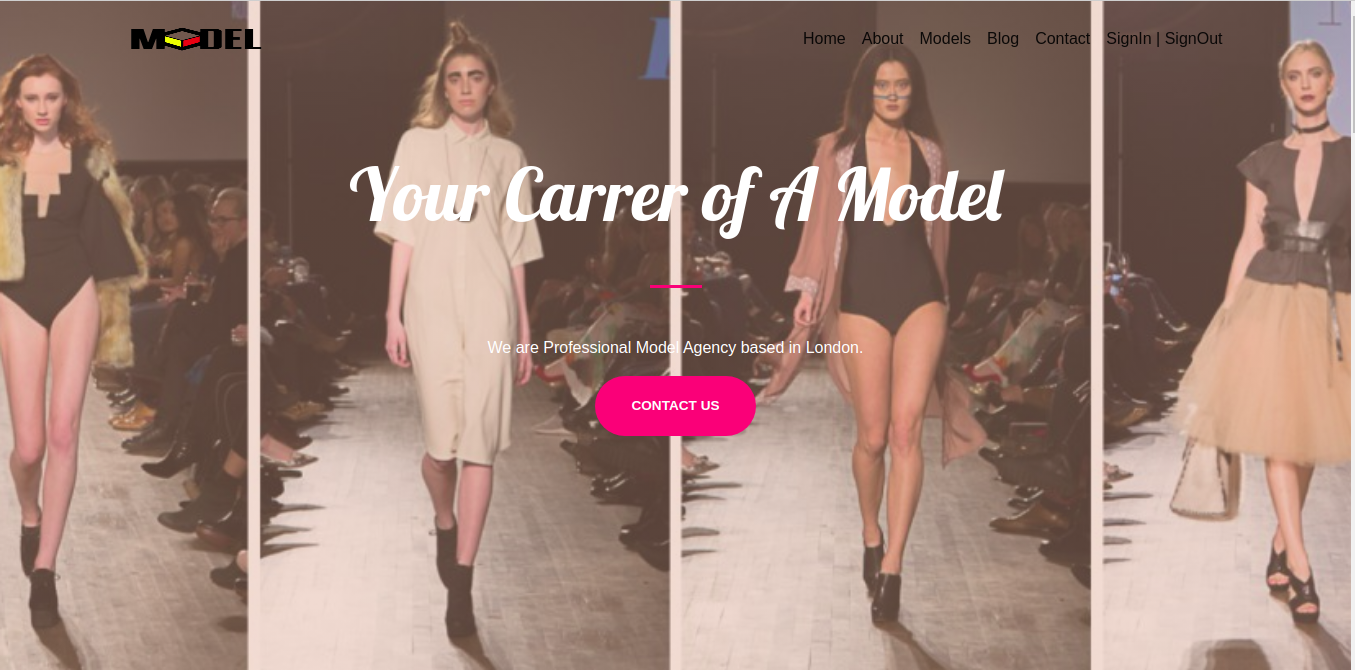 MODEL
Home About Models Blog Contact SignIn | SignOut
Your Carrer of A Model
We are Professional Model Agency based in London.
CONTACT US